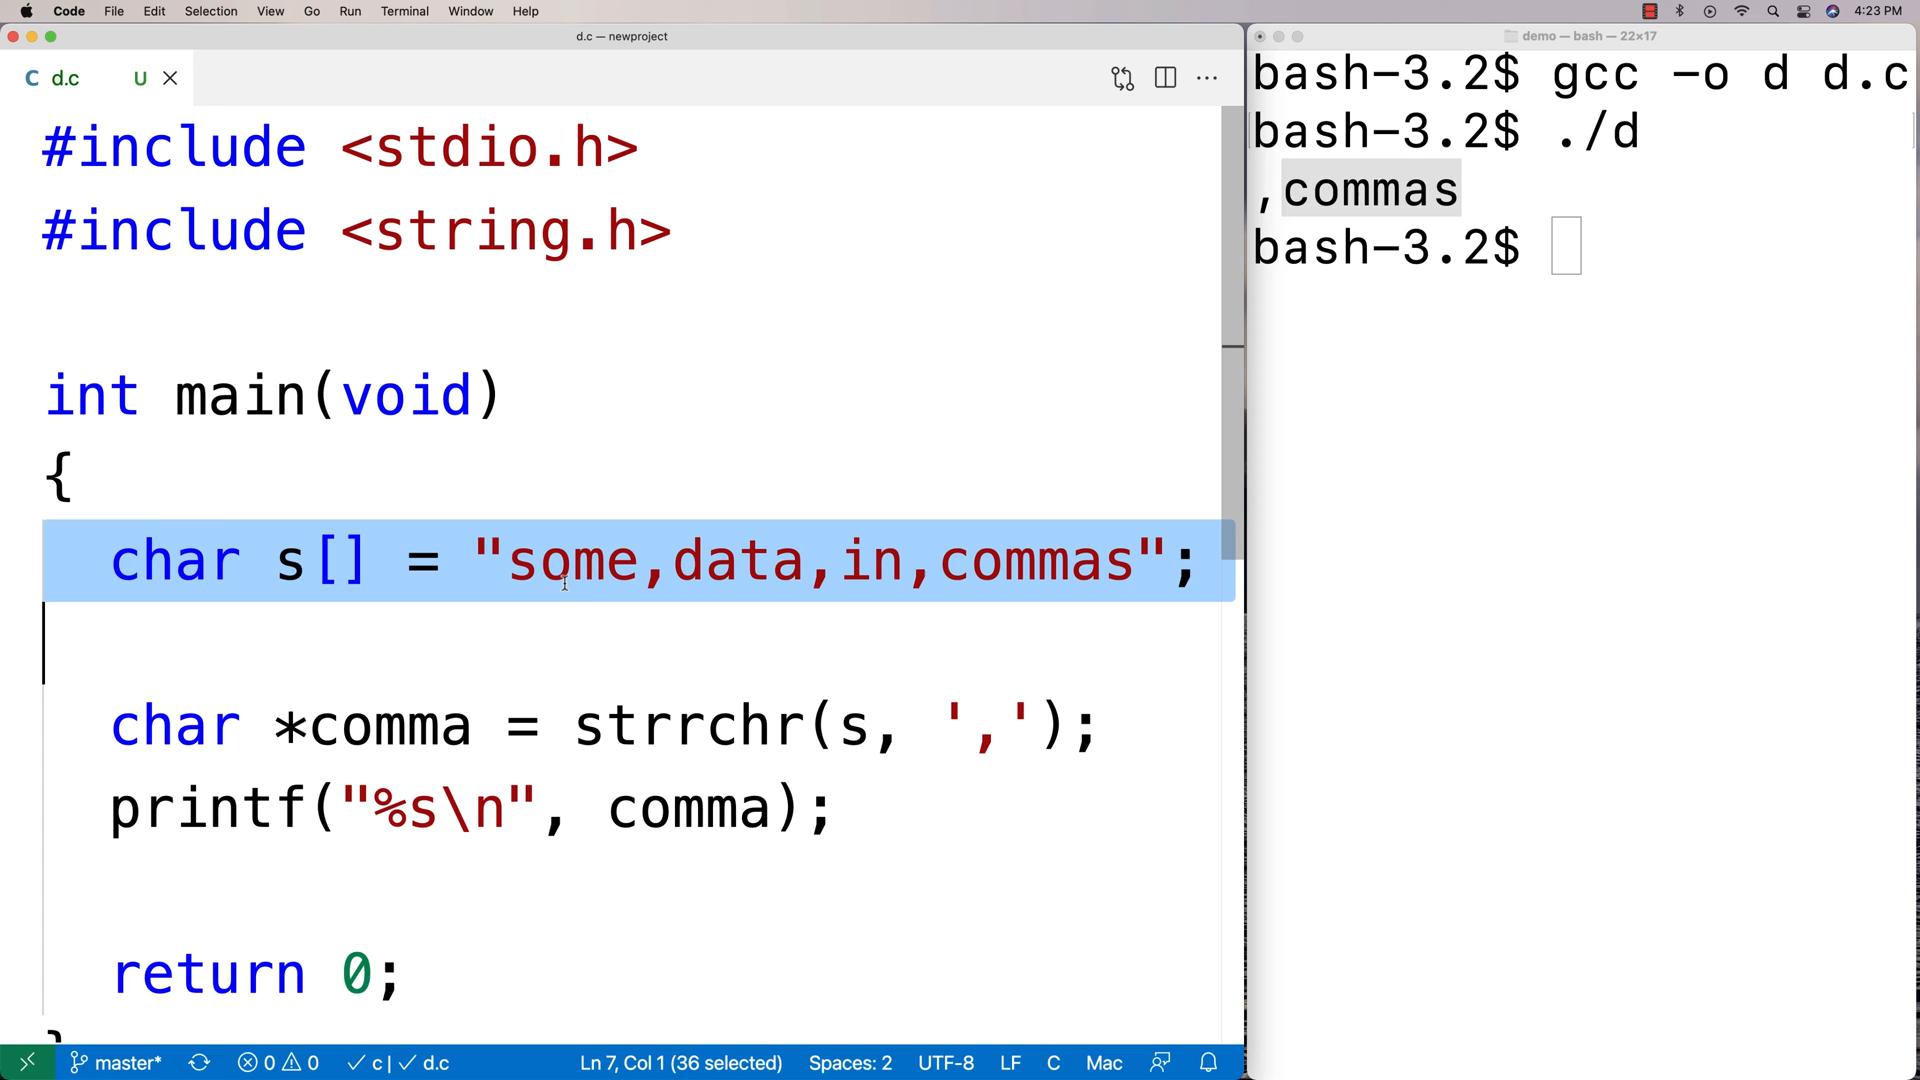 Code File Edit Selection View Go Run Terminal Window Help 4:23 PM
d.c — newproject
C d.c U
#include <stdio.h>
#include <string.h>
int main(void)
{
char s[] = "some,data,in,commas";
char *comma = strrchr(s, ',');
printf("%s\n", comma);
return 0;
}
master* 0 0 c | d.c Ln 7, Col 1 (36 selected) Spaces: 2 UTF-8 LF C Mac
demo — bash — 22×17
bash-3.2$ gcc -o d d.c
bash-3.2$ ./d
,commas
bash-3.2$